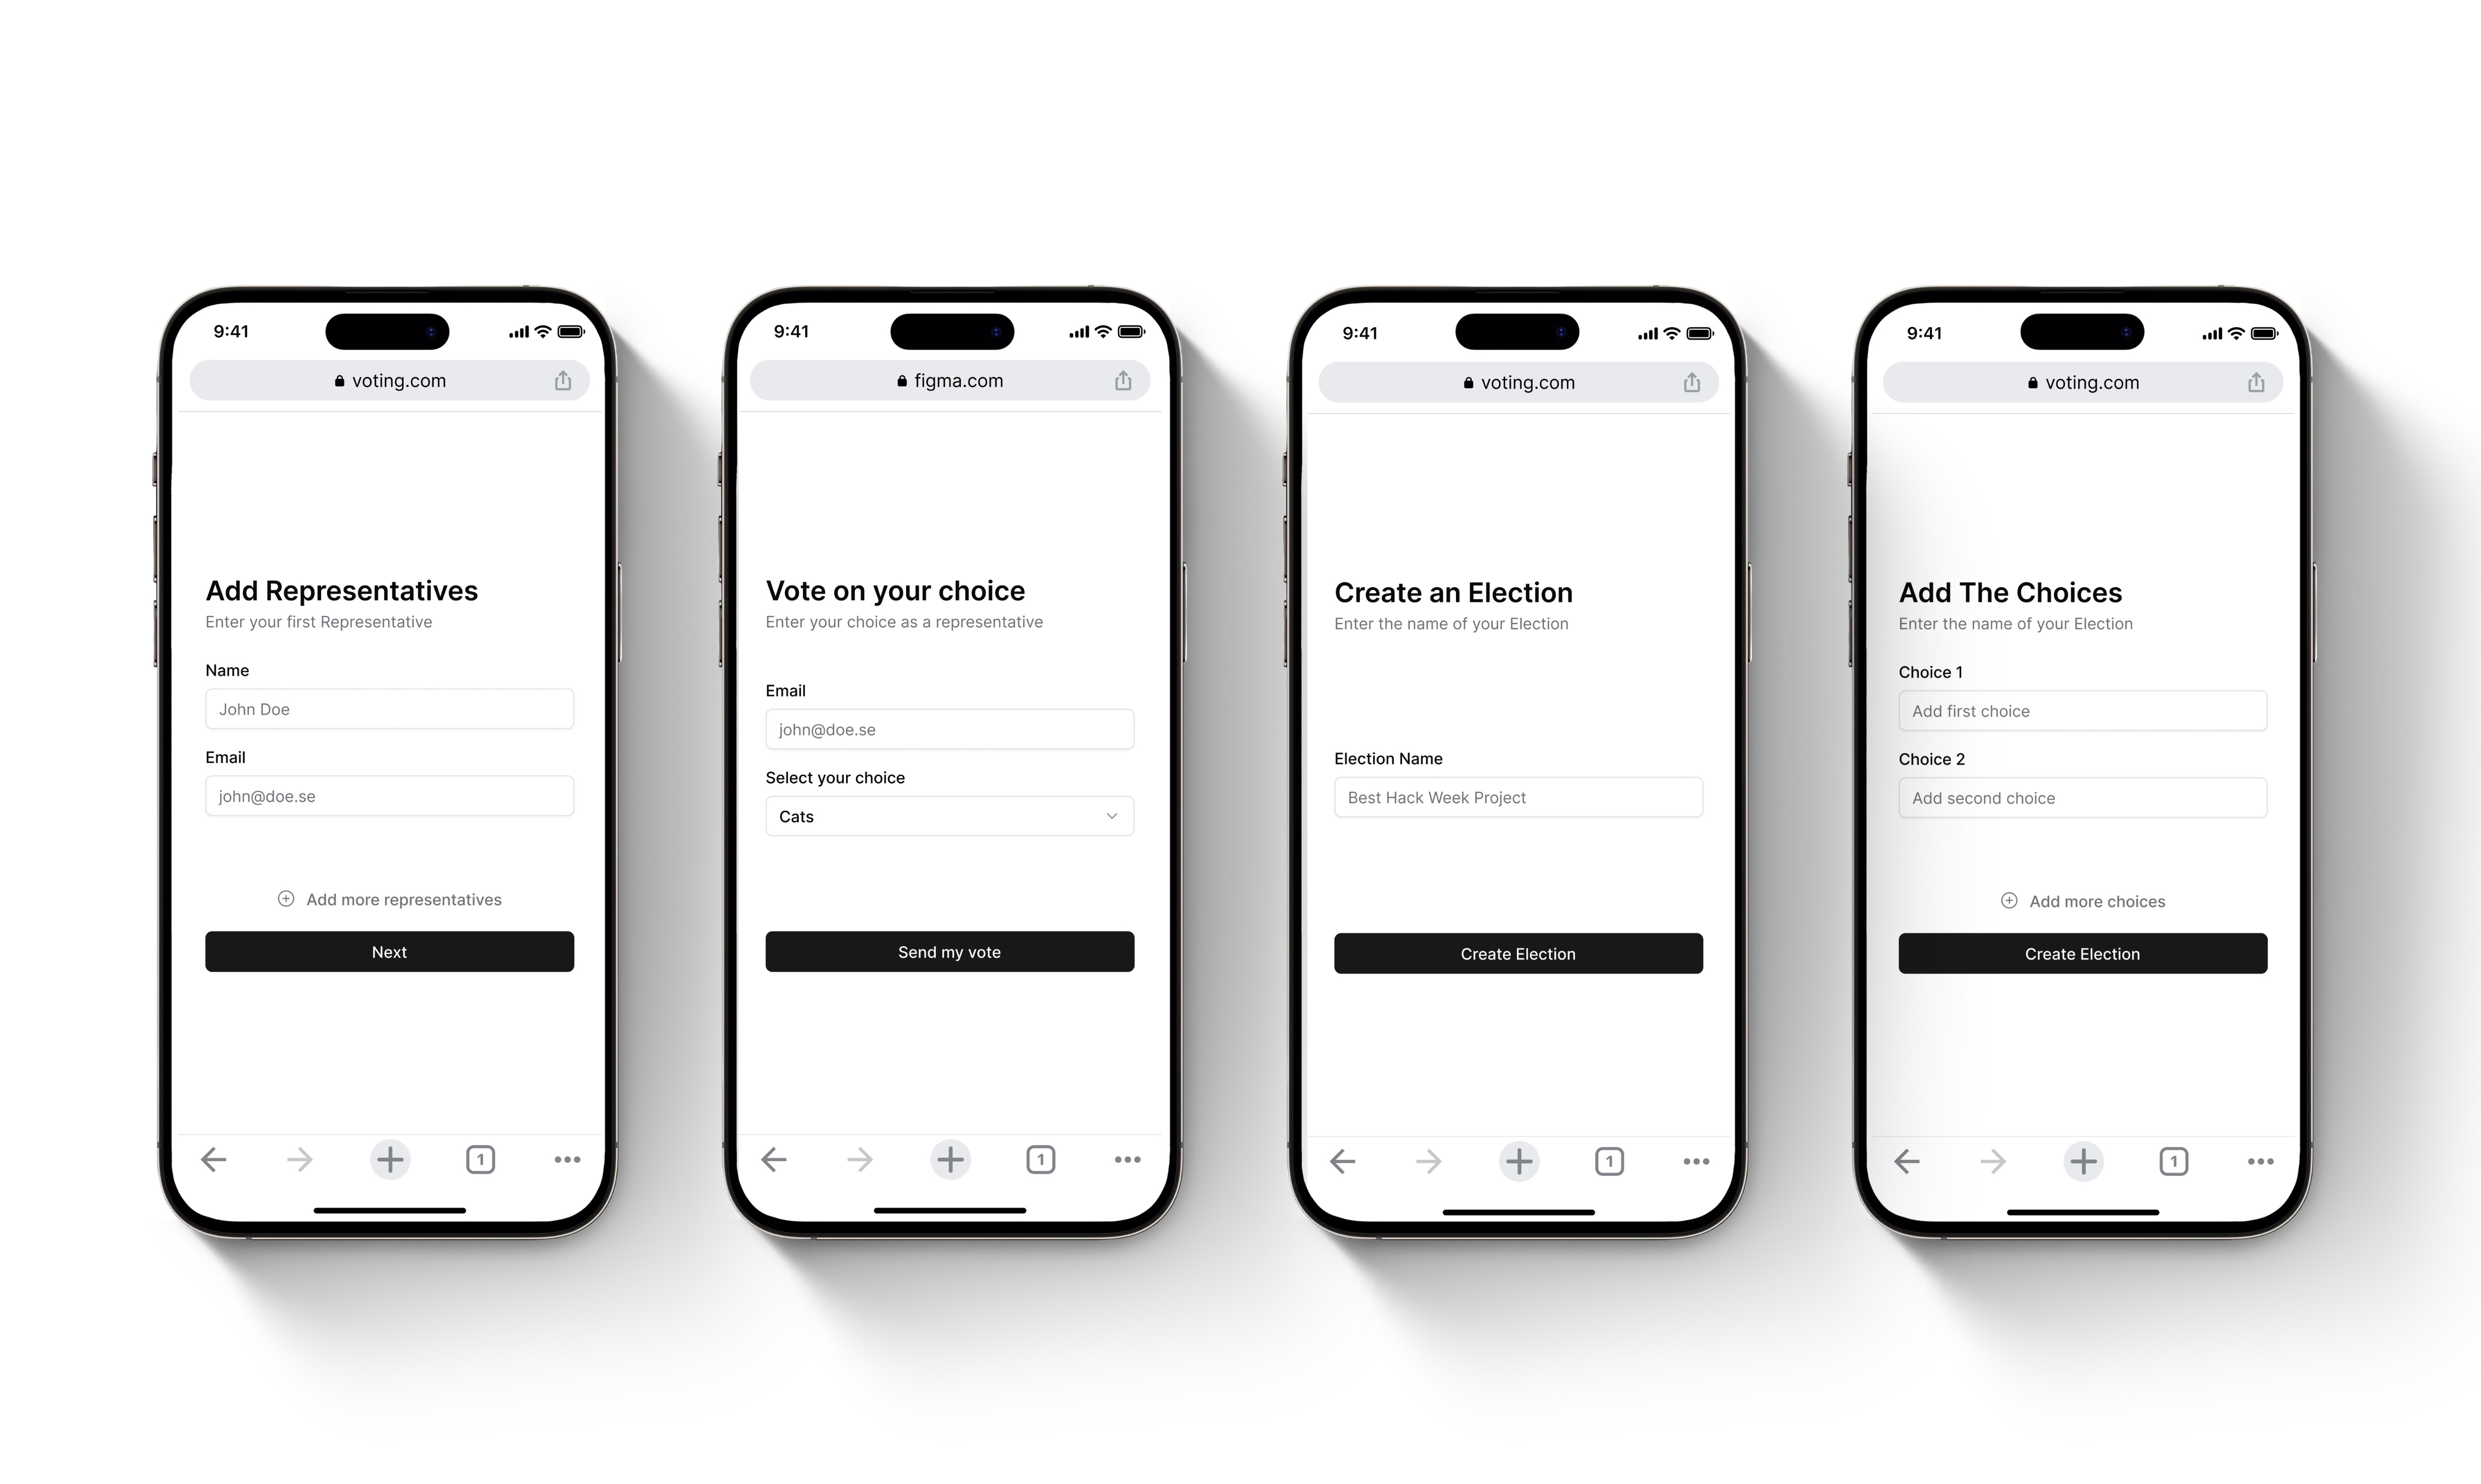 9:41
voting.com
Add Representatives
Enter your first Representative
Name
John Doe
Email
john@doe.se
Add more representatives
Next
1
9:41
figma.com
Vote on your choice
Enter your choice as a representative
Email
john@doe.se
Select your choice
Cats
Send my vote
1
9:41
voting.com
Create an Election
Enter the name of your Election
Election Name
Best Hack Week Project
Create Election
1
9:41
voting.com
Add The Choices
Enter the name of your Election
Choice 1
Add first choice
Choice 2
Add second choice
Add more choices
Create Election
1